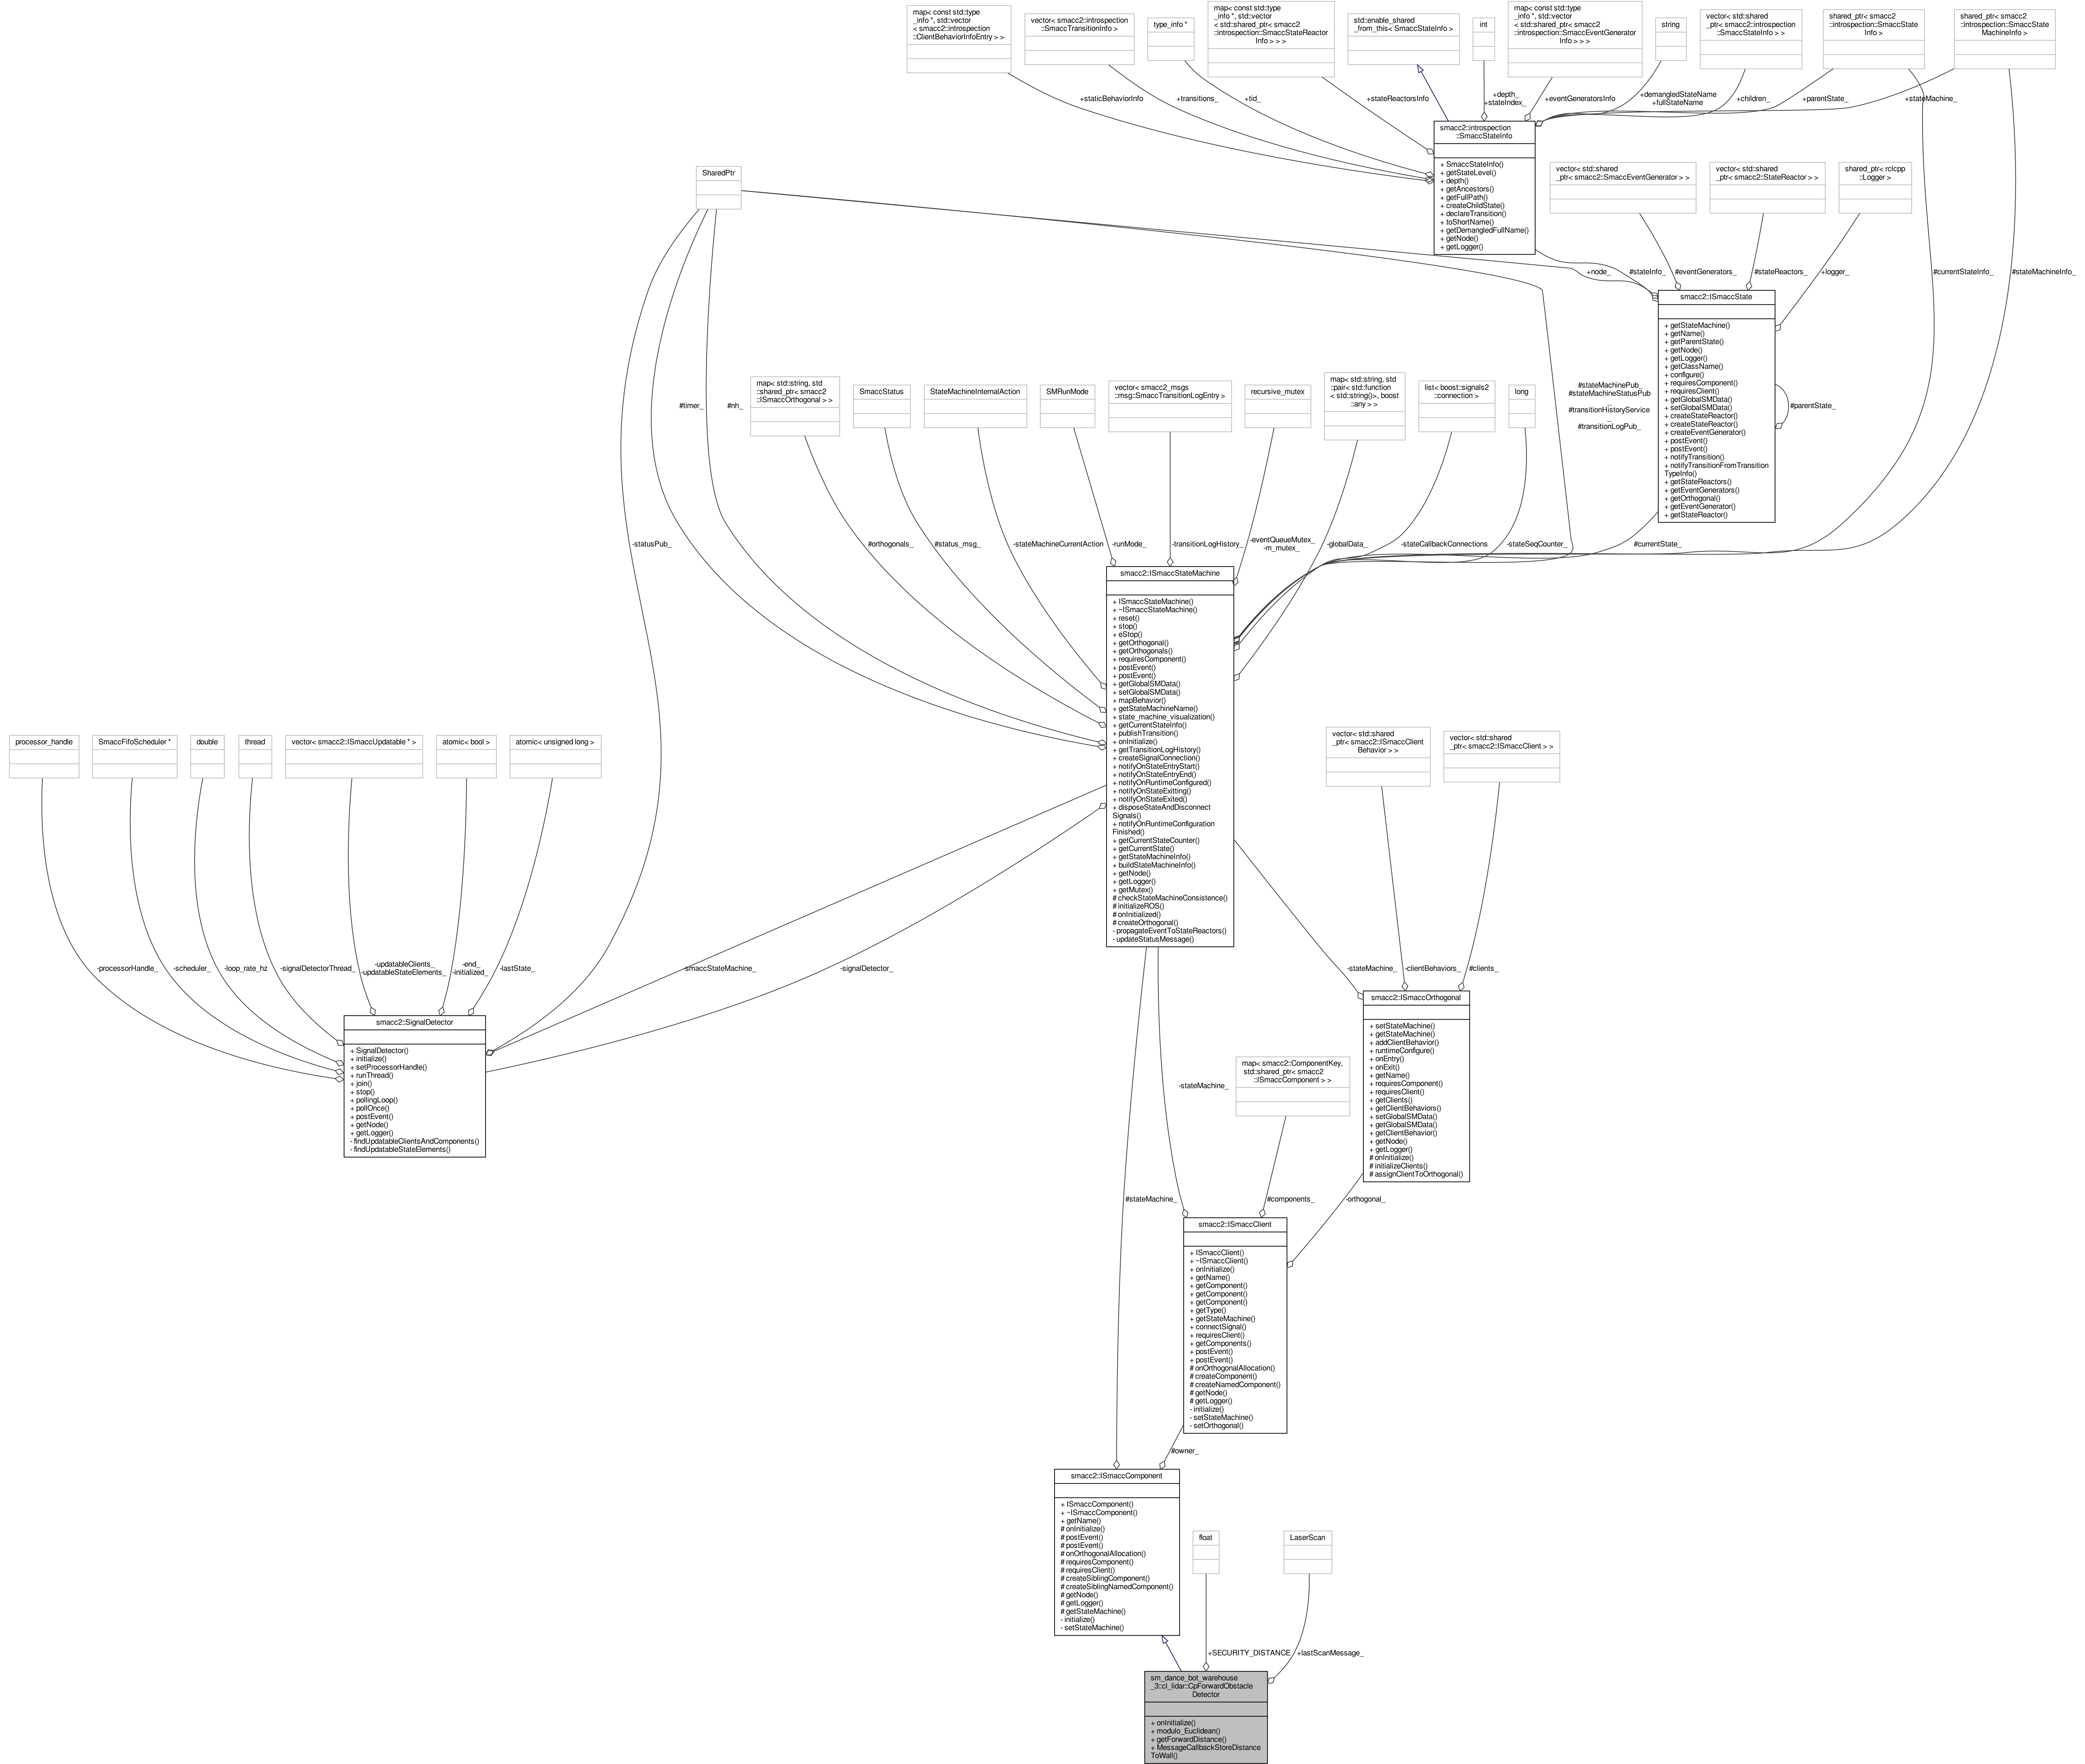 map< const std::type
_info *, std::vector
< smacc2::introspection
::ClientBehaviorInfoEntry > >
vector< smacc2::introspection
::SmaccTransitionInfo >
type_info *
map< const std::type
_info *, std::vector
< std::shared_ptr< smacc2
::introspection::SmaccStateReactor
Info > > >
std::enable_shared
_from_this< SmaccStateInfo >
int
map< const std::type
_info *, std::vector
< std::shared_ptr< smacc2
::introspection::SmaccEventGenerator
Info > > >
string
vector< std::shared
_ptr< smacc2::introspection
::SmaccStateInfo > >
shared_ptr< smacc2
::introspection::SmaccState
Info >
shared_ptr< smacc2
::introspection::SmaccState
MachineInfo >
+staticBehaviorInfo
+transitions_
+tid_
+stateReactorsInfo
+depth_
+stateIndex_
+eventGeneratorsInfo
+demangledStateName
+fullStateName
+children_
+parentState_
+stateMachine_
smacc2::introspection
::SmaccStateInfo
+ SmaccStateInfo()
+ getStateLevel()
+ depth()
+ getAncestors()
+ getFullPath()
+ createChildState()
+ declareTransition()
+ toShortName()
+ getDemangledFullName()
+ getNode()
+ getLogger()
SharedPtr
vector< std::shared
_ptr< smacc2::SmaccEventGenerator > >
vector< std::shared
_ptr< smacc2::StateReactor > >
shared_ptr< rclcpp
::Logger >
+node_
#stateInfo_
#eventGenerators_
#stateReactors_
+logger_
#currentStateInfo_
#stateMachineInfo_
smacc2::ISmaccState
+ getStateMachine()
+ getName()
+ getParentState()
+ getNode()
+ getLogger()
+ getClassName()
+ configure()
+ requiresComponent()
+ requiresClient()
+ getGlobalSMData()
+ setGlobalSMData()
+ createStateReactor()
+ createStateReactor()
+ createEventGenerator()
+ postEvent()
+ postEvent()
+ notifyTransition()
+ notifyTransitionFromTransition
TypeInfo()
+ getStateReactors()
+ getEventGenerators()
+ getOrthogonal()
+ getEventGenerator()
+ getStateReactor()
#parentState_
#timer_
#nh_
map< std::string, std
::shared_ptr< smacc2
::ISmaccOrthogonal > >
SmaccStatus
StateMachineInternalAction
SMRunMode
vector< smacc2_msgs
::msg::SmaccTransitionLogEntry >
recursive_mutex
map< std::string, std
::pair< std::function
< std::string()>, boost
::any > >
list< boost::signals2
::connection >
long
#stateMachinePub_
#stateMachineStatusPub
_
#transitionHistoryService
_
#transitionLogPub_
-statusPub_
#orthogonals_
#status_msg_
-stateMachineCurrentAction
-runMode_
-transitionLogHistory_
-eventQueueMutex_
-m_mutex_
-globalData_
-stateCallbackConnections
-stateSeqCounter_
#currentState_
smacc2::ISmaccStateMachine
+ ISmaccStateMachine()
+ ~ISmaccStateMachine()
+ reset()
+ stop()
+ eStop()
+ getOrthogonal()
+ getOrthogonals()
+ requiresComponent()
+ postEvent()
+ postEvent()
+ getGlobalSMData()
+ setGlobalSMData()
+ mapBehavior()
+ getStateMachineName()
+ state_machine_visualization()
+ getCurrentStateInfo()
+ publishTransition()
+ onInitialize()
+ getTransitionLogHistory()
+ createSignalConnection()
+ notifyOnStateEntryStart()
+ notifyOnStateEntryEnd()
+ notifyOnRuntimeConfigured()
+ notifyOnStateExitting()
+ notifyOnStateExited()
+ disposeStateAndDisconnect
Signals()
+ notifyOnRuntimeConfiguration
Finished()
+ getCurrentStateCounter()
+ getCurrentState()
+ getStateMachineInfo()
+ buildStateMachineInfo()
+ getNode()
+ getLogger()
+ getMutex()
# checkStateMachineConsistence()
# initializeROS()
# onInitialized()
# createOrthogonal()
- propagateEventToStateReactors()
- updateStatusMessage()
processor_handle
SmaccFifoScheduler *
double
thread
vector< smacc2::ISmaccUpdatable * >
atomic< bool >
atomic< unsigned long >
vector< std::shared
_ptr< smacc2::ISmaccClient
Behavior > >
vector< std::shared
_ptr< smacc2::ISmaccClient > >
-processorHandle_
-scheduler_
-loop_rate_hz
-signalDetectorThread_
-updatableClients_
-updatableStateElements_
-end_
-initialized_
-lastState_
-smaccStateMachine_
-signalDetector_
-stateMachine_
-clientBehaviors_
#clients_
smacc2::SignalDetector
+ SignalDetector()
+ initialize()
+ setProcessorHandle()
+ runThread()
+ join()
+ stop()
+ pollingLoop()
+ pollOnce()
+ postEvent()
+ getNode()
+ getLogger()
- findUpdatableClientsAndComponents()
- findUpdatableStateElements()
smacc2::ISmaccOrthogonal
+ setStateMachine()
+ getStateMachine()
+ addClientBehavior()
+ runtimeConfigure()
+ onEntry()
+ onExit()
+ getName()
+ requiresComponent()
+ requiresClient()
+ getClients()
+ getClientBehaviors()
+ setGlobalSMData()
+ getGlobalSMData()
+ getClientBehavior()
+ getNode()
+ getLogger()
# onInitialize()
# initializeClients()
# assignClientToOrthogonal()
map< smacc2::ComponentKey,
std::shared_ptr< smacc2
::ISmaccComponent > >
-stateMachine_
#stateMachine_
#components_
-orthogonal_
smacc2::ISmaccClient
+ ISmaccClient()
+ ~ISmaccClient()
+ onInitialize()
+ getName()
+ getComponent()
+ getComponent()
+ getComponent()
+ getType()
+ getStateMachine()
+ connectSignal()
+ requiresClient()
+ getComponents()
+ postEvent()
+ postEvent()
# onOrthogonalAllocation()
# createComponent()
# createNamedComponent()
# getNode()
# getLogger()
- initialize()
- setStateMachine()
- setOrthogonal()
#owner_
smacc2::ISmaccComponent
+ ISmaccComponent()
+ ~ISmaccComponent()
+ getName()
# onInitialize()
# postEvent()
# postEvent()
# onOrthogonalAllocation()
# requiresComponent()
# requiresClient()
# createSiblingComponent()
# createSiblingNamedComponent()
# getNode()
# getLogger()
# getStateMachine()
- initialize()
- setStateMachine()
float
LaserScan
+SECURITY_DISTANCE
+lastScanMessage_
sm_dance_bot_warehouse
_3::cl_lidar::CpForwardObstacle
Detector
+ onInitialize()
+ modulo_Euclidean()
+ getForwardDistance()
+ MessageCallbackStoreDistance
ToWall()